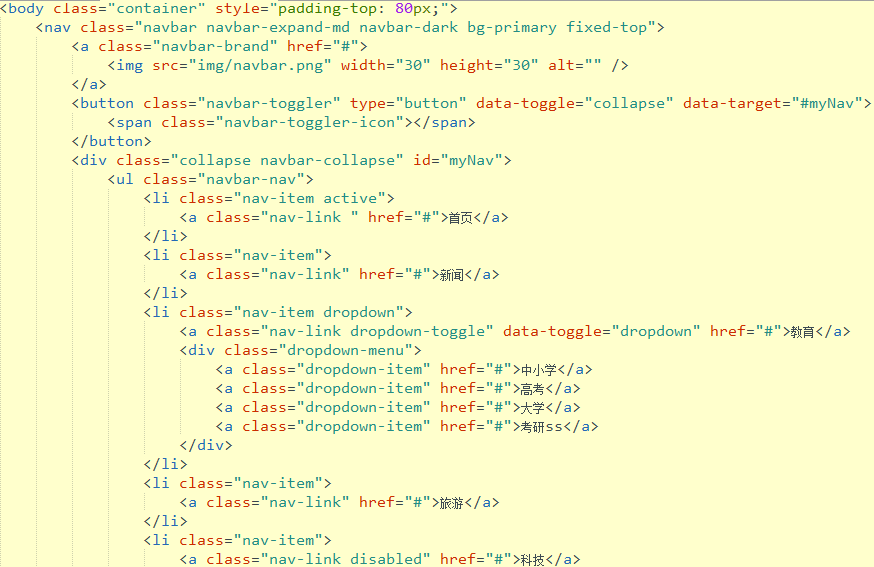 <body class="container" style="padding-top: 80px;">
<nav class="navbar navbar-expand-md navbar-dark bg-primary fixed-top">
<a class="navbar-brand" href="#">
<img src="img/navbar.png" width="30" height="30" alt="" />
</a>
<button class="navbar-toggler" type="button" data-toggle="collapse" data-target="#myNav">
<span class="navbar-toggler-icon"></span>
</button>
<div class="collapse navbar-collapse" id="myNav">
<ul class="navbar-nav">
<li class="nav-item active">
<a class="nav-link " href="#">首页</a>
</li>
<li class="nav-item">
<a class="nav-link" href="#">新闻</a>
</li>
<li class="nav-item dropdown">
<a class="nav-link dropdown-toggle" data-toggle="dropdown" href="#">教育</a>
<div class="dropdown-menu">
<a class="dropdown-item" href="#">中小学</a>
<a class="dropdown-item" href="#">高考</a>
<a class="dropdown-item" href="#">大学</a>
<a class="dropdown-item" href="#">考研ss</a>
</div>
</li>
<li class="nav-item">
<a class="nav-link" href="#">旅游</a>
</li>
<li class="nav-item">
<a class="nav-link disabled" href="#">科技</a>